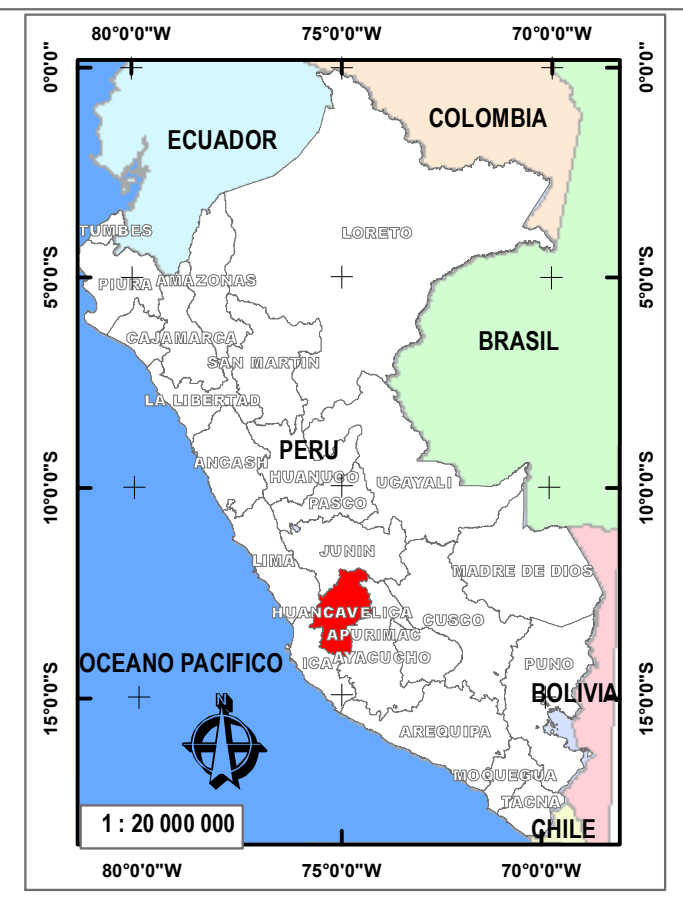 80°0'0"W 75°0'0"W 70°0'0"W
0°0'0" 0°0'0"
COLOMBIA
ECUADOR
TUMBES
LORETO
5°0'0"S 5°0'0"S
PIURA AMAZONAS
CAJAMARCA
BRASIL
SAN MARTIN
LA LIBERTAD
PERU
ANCASH
HUANUCO
UCAYALI
10°0'0"S 10°0'0"S
PASCO
JUNIN
LIMA
MADRE DE DIOS
HUANCAVELICA
CUSCO
APURIMAC
OCEANO PACIFICO
ICA AYACUCHO
PUNO
15°0'0"S 15°0'0"S
BOLIVIA
N
AREQUIPA
MOQUEGUA
TACNA
1 : 20 000 000
CHILE
80°0'0"W 75°0'0"W 70°0'0"W